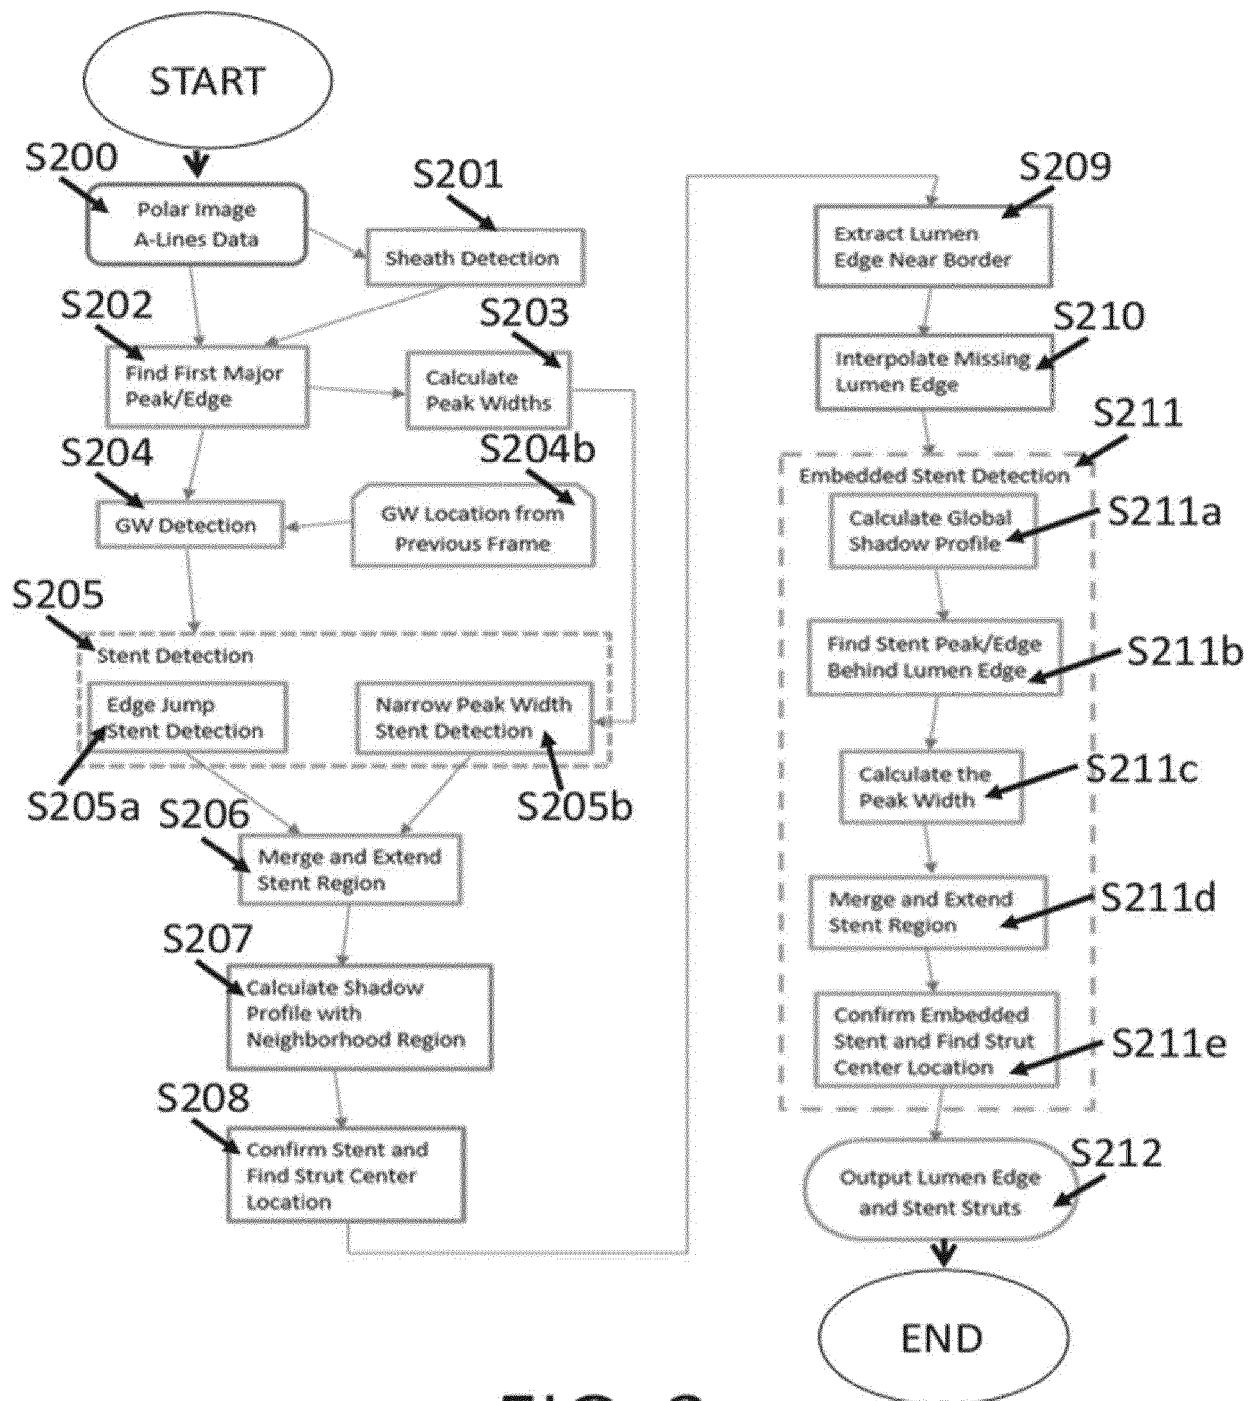 START
S200
Polar Image
A-Lines Data
S201
Sheath Detection
S202
Find First Major
Peak/Edge
S203
Calculate
Peak Widths
S204
GW Detection
S204b
GW Location from
Previous Frame
S205
Stent Detection
Edge Jump
Stent Detection
S205a
Narrow Peak Width
Stent Detection
S205b
S206
Merge and Extend
Stent Region
S207
Calculate Shadow
Profile with
Neighborhood Region
S208
Confirm Stent and
Find Strut Center
Location
S209
Extract Lumen
Edge Near Border
S210
Interpolate Missing
Lumen Edge
S211
Embedded Stent Detection
Calculate Global
Shadow Profile
S211a
Find Stent Peak/Edge
Behind Lumen Edge
S211b
Calculate the
Peak Width
S211c
Merge and Extend
Stent Region
S211d
Confirm Embedded
Stent and Find Strut
Center Location
S211e
S212
Output Lumen Edge
and Stent Struts
END